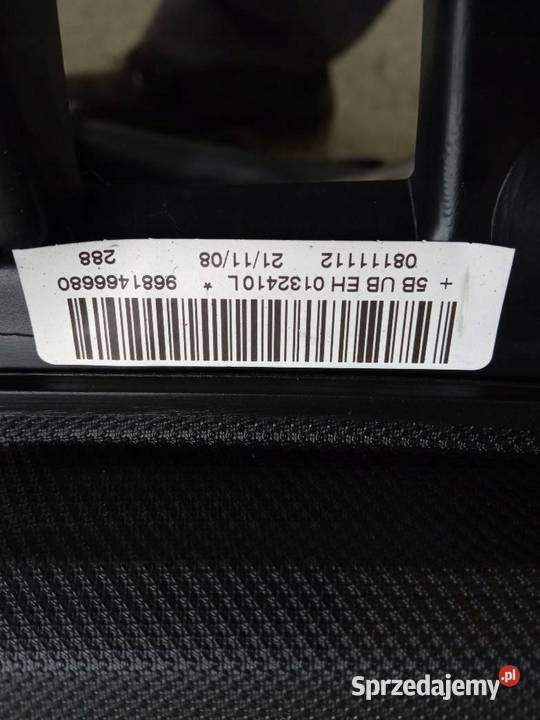 + 5B UB EH 0132410L * 9681466680
08111112 21/11/08 288
Sprzedajemy.pl